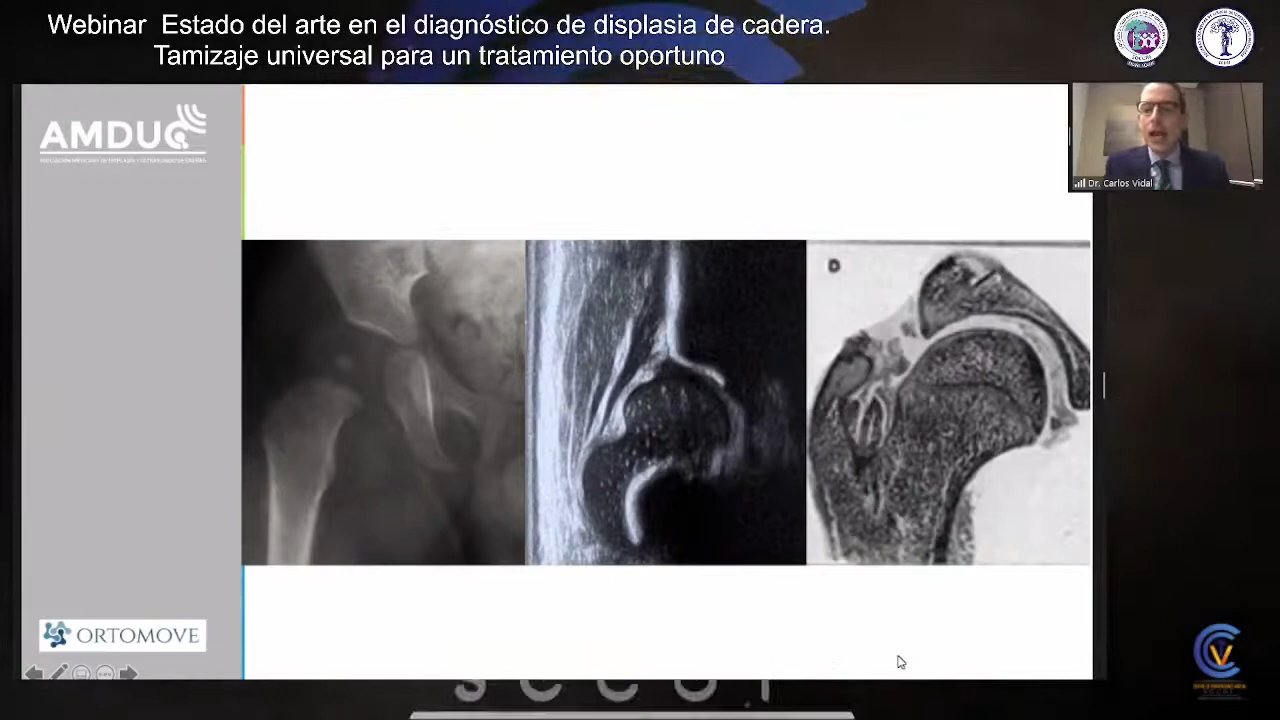 Webinar Estado del arte en el diagnóstico de displasia de cadera.
Tamizaje universal para un tratamiento oportuno
AMDUC
Dr. Carlos Vidal
D
ORTOMOVE
SCCOT